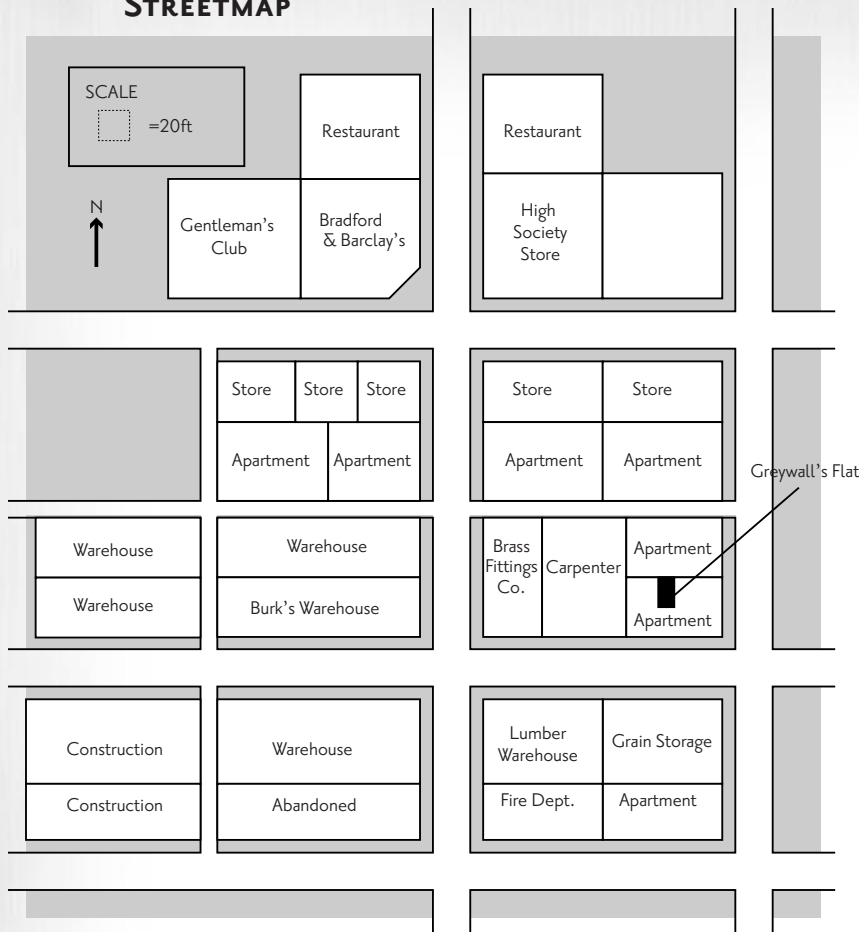 STREETMAP
SCALE
=20ft
N
Restaurant
Restaurant
Gentleman's
Club
Bradford
& Barclay's
High
Society
Store
Store
Store
Store
Store
Store
Apartment
Apartment
Apartment
Apartment
Greywall's Flat
Warehouse
Warehouse
Brass
Fittings
Co.
Carpenter
Apartment
Warehouse
Burk's Warehouse
Apartment
Construction
Warehouse
Lumber
Warehouse
Grain Storage
Construction
Abandoned
Fire Dept.
Apartment